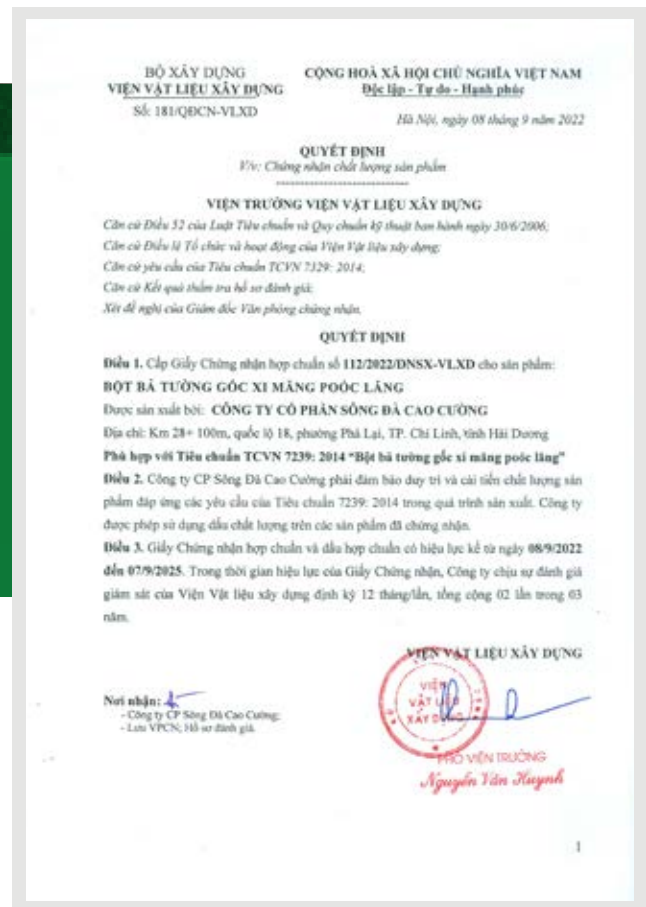 BỘ XÂY DỰNG
VIỆN VẬT LIỆU XÂY DỰNG
Số: 181/QĐCN-VLXD
CỘNG HOÀ XÃ HỘI CHỦ NGHĨA VIỆT NAM
Độc lập - Tự do - Hạnh phúc
Hà Nội, ngày 08 tháng 9 năm 2022
QUYẾT ĐỊNH
V/v: Chứng nhận chất lượng sản phẩm
VIỆN TRƯỞNG VIỆN VẬT LIỆU XÂY DỰNG
Căn cứ Điều 52 của Luật Tiêu chuẩn và Quy chuẩn kỹ thuật ban hành ngày 30/6/2006;
Căn cứ Điều lệ Tổ chức và hoạt động của Viện Vật liệu xây dựng;
Căn cứ yêu cầu của Tiêu chuẩn TCVN 7329: 2014;
Căn cứ Kết quả thẩm tra hồ sơ đánh giá;
Xét đề nghị của Giám đốc Văn phòng chứng nhận,
QUYẾT ĐỊNH
Điều 1. Cấp Giấy Chứng nhận hợp chuẩn số 112/2022/DNSX-VLXD cho sản phẩm:
BỘT BẢ TƯỜNG GỐC XI MĂNG POÓC LĂNG
Được sản xuất bởi: CÔNG TY CỔ PHẦN SÔNG ĐÀ CAO CƯỜNG
Địa chỉ: Km 28+ 100m, quốc lộ 18, phường Phả Lại, TP. Chí Linh, tỉnh Hải Dương
Phù hợp với Tiêu chuẩn TCVN 7239: 2014 “Bột bả tường gốc xi măng poóc lăng”
Điều 2. Công ty CP Sông Đà Cao Cường phải đảm bảo duy trì và cải tiến chất lượng sản
phẩm đáp ứng các yêu cầu của Tiêu chuẩn 7239: 2014 trong quá trình sản xuất. Công ty
được phép sử dụng dấu chất lượng trên các sản phẩm đã chứng nhận.
Điều 3. Giấy Chứng nhận hợp chuẩn và dấu hợp chuẩn có hiệu lực kể từ ngày 08/9/2022
đến 07/9/2025. Trong thời gian hiệu lực của Giấy Chứng nhận, Công ty chịu sự đánh giá
giám sát của Viện Vật liệu xây dựng định kỳ 12 tháng/lần, tổng cộng 02 lần trong 03
năm.
VIỆN VẬT LIỆU XÂY DỰNG
Nơi nhận:
- Công ty CP Sông Đà Cao Cường;
- Lưu VPCN; Hồ sơ đánh giá.
VIỆN
VẬT LIỆU
XÂY DỰNG
PHÓ VIỆN TRƯỞNG
Nguyễn Văn Huynh
1